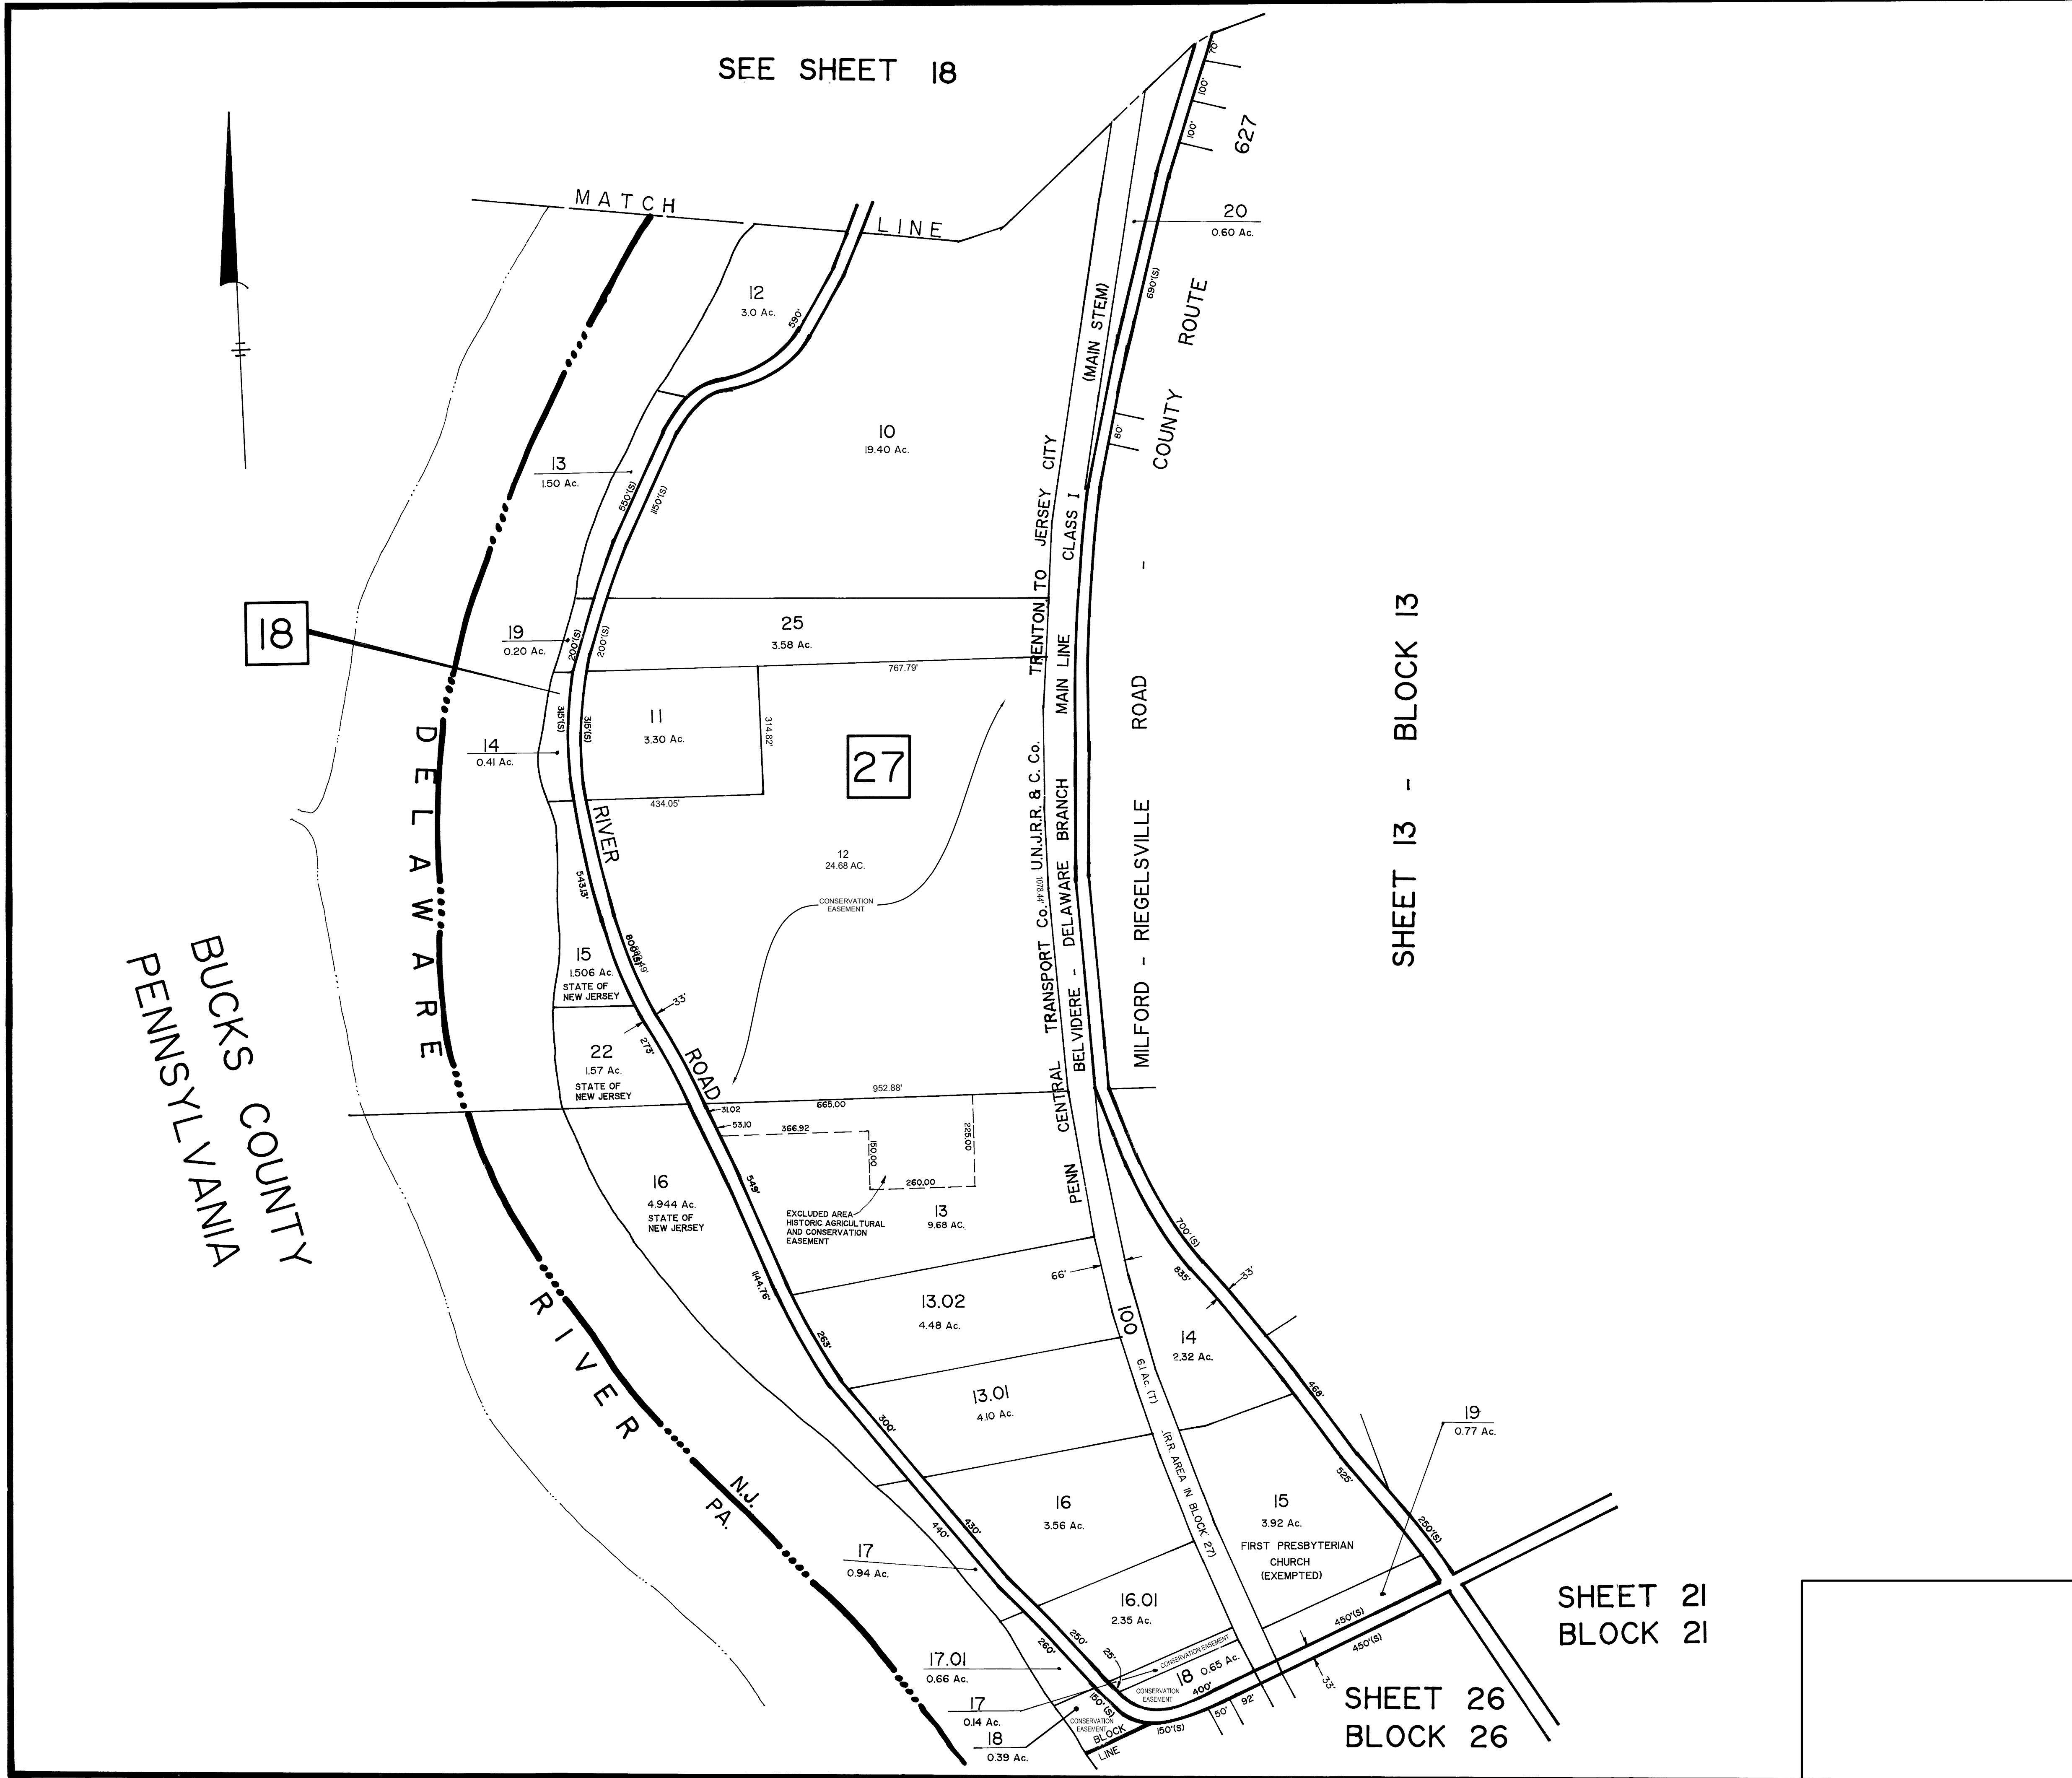 SEE SHEET 18
MATCH LINE
70'
100'
100'
627
20
0.60 Ac.
690'(S)
COUNTY ROUTE
80'
12
3.0 Ac.
590'
10
19.40 Ac.
(MAIN STEM)
13
1.50 Ac.
550'(S)
1150'(S)
TRENTON TO JERSEY CITY
MAIN LINE CLASS I
18
19
0.20 Ac.
200'(S)
200'(S)
25
3.58 Ac.
767.79'
14
0.41 Ac.
315'(S)
315'(S)
11
3.30 Ac.
314.82'
434.05'
27
12
24.68 AC.
CONSERVATION
EASEMENT
1078.44'
PENN CENTRAL TRANSPORT Co. U.N.J.R.R. & C. Co.
BELVIDERE - DELAWARE BRANCH
MILFORD - RIEGELSVILLE ROAD -
SHEET 13 - BLOCK 13
DELAWARE
RIVER
BUCKS COUNTY
PENNSYLVANIA
RIVER
ROAD
543.13'
800'(S)
15
1.506 Ac.
STATE OF
NEW JERSEY
33'
273'
22
1.57 Ac.
STATE OF
NEW JERSEY
952.88'
665.00
31.02
53.10
366.92
150.00
225.00
260.00
16
4.944 Ac.
STATE OF
NEW JERSEY
549'
EXCLUDED AREA
HISTORIC AGRICULTURAL
AND CONSERVATION
EASEMENT
13
9.68 AC.
1144.76'
66'
700'(S)
835'
33'
13.02
4.48 Ac.
263'
100
6.1 Ac. (T)
(R.R. AREA IN BLOCK 27)
14
2.32 Ac.
13.01
4.10 Ac.
300'
468'
525'
19
0.77 Ac.
N.J.
PA.
16
3.56 Ac.
430'
440'
15
3.92 Ac.
FIRST PRESBYTERIAN
CHURCH
(EXEMPTED)
250'(S)
17
0.94 Ac.
16.01
2.35 Ac.
250'
260'
25'
450'(S)
450'(S)
33'
SHEET 21
BLOCK 21
17.01
0.66 Ac.
CONSERVATION EASEMENT
18 0.65 Ac.
CONSERVATION
EASEMENT
400'
17
0.14 Ac.
150'(S)
18
0.39 Ac.
CONSERVATION
EASEMENT
BLOCK
LINE
150'(S)
50'
92'
SHEET 26
BLOCK 26